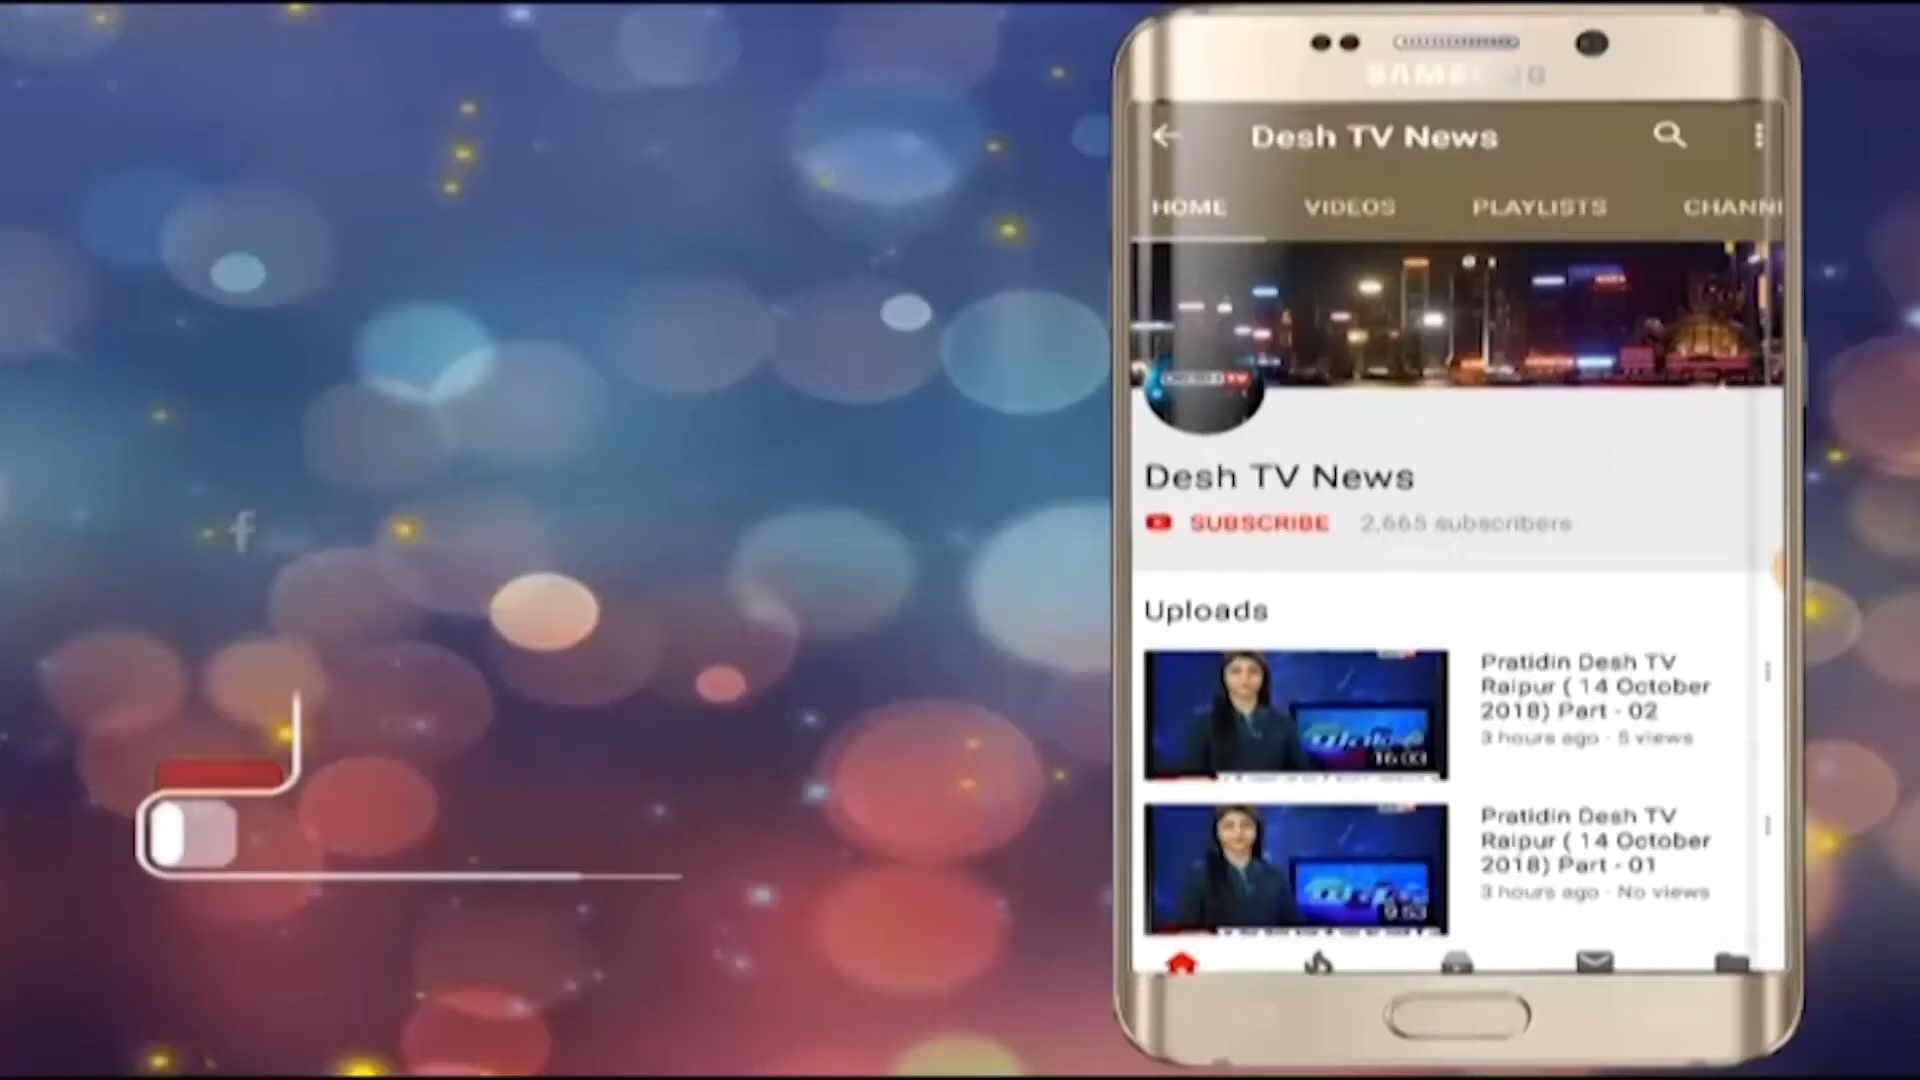 f
SAMSUNG
Desh TV News
HOME VIDEOS PLAYLISTS CHANN
Desh TV News
SUBSCRIBE 2,665 subscribers
Uploads
Pratidin Desh TV
Raipur ( 14 October
2018) Part - 02
3 hours ago · 5 views
16:03
Pratidin Desh TV
Raipur ( 14 October
2018) Part - 01
3 hours ago · No views
9:53